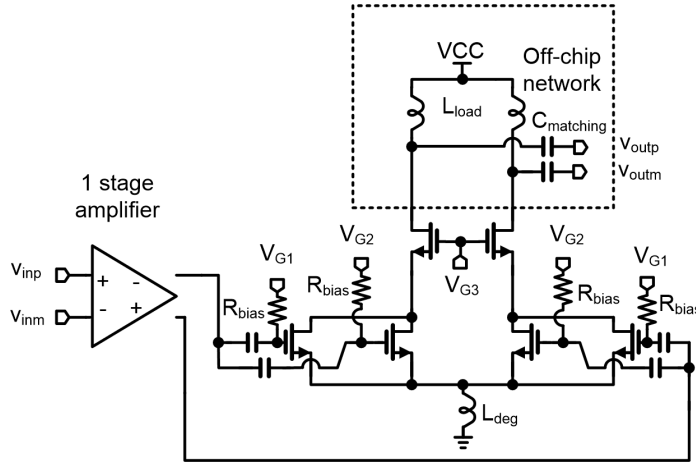 VCC
Off-chip
network
Lload
Cmatching
voutp
voutm
1 stage
amplifier
vinp
vinm
+
-
-
+
VG1
VG2
VG3
VG2
VG1
Rbias
Rbias
Rbias
Rbias
Ldeg